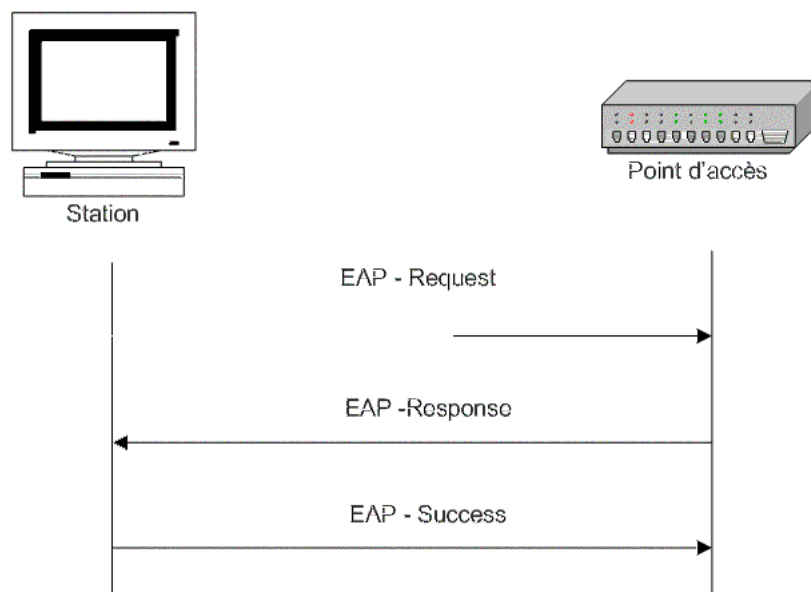 Point d'accès
Station
EAP - Request
EAP -Response
EAP - Success